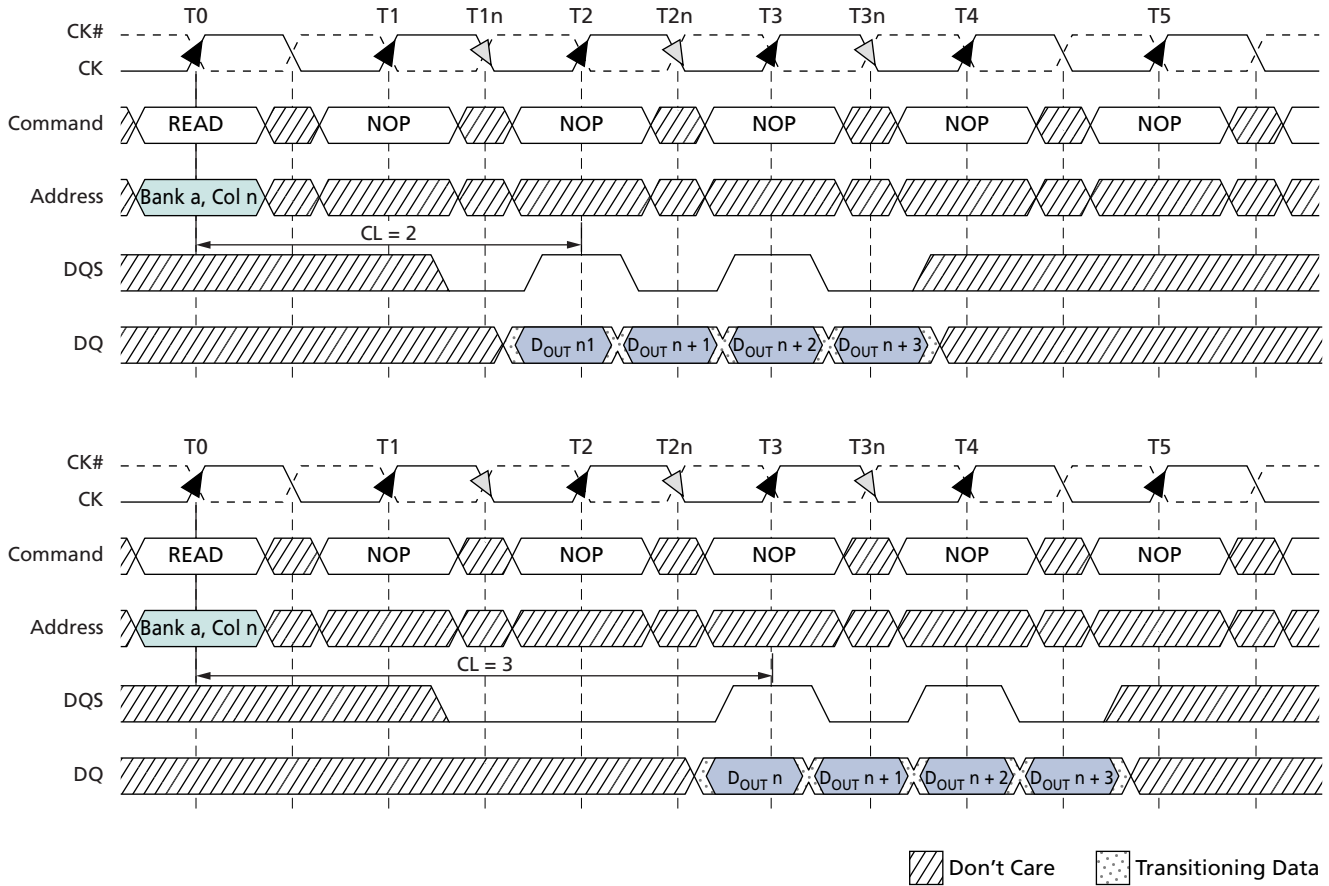 T0 T1 T1n T2 T2n T3 T3n T4 T5
CK#
CK
Command READ NOP NOP NOP NOP NOP
Address Bank a, Col n
CL = 2
DQS
DQ DOUT n1 DOUT n + 1 DOUT n + 2 DOUT n + 3
T0 T1 T1n T2 T2n T3 T3n T4 T5
CK#
CK
Command READ NOP NOP NOP NOP NOP
Address Bank a, Col n
CL = 3
DQS
DQ DOUT n DOUT n + 1 DOUT n + 2 DOUT n + 3
Don't Care Transitioning Data